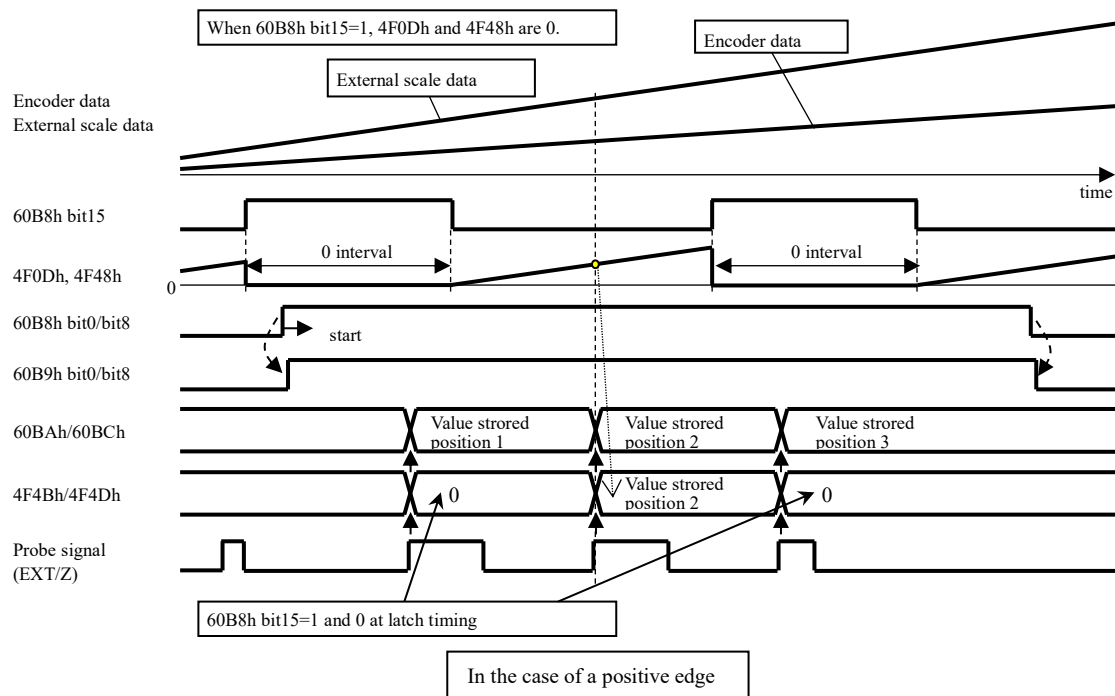 When 60B8h bit15=1, 4F0Dh and 4F48h are 0.
Encoder data
External scale data
Encoder data
External scale data
time
60B8h bit15
0 interval
0 interval
4F0Dh, 4F48h
0
60B8h bit0/bit8
start
60B9h bit0/bit8
60BAh/60BCh
Value strored
position 1
Value strored
position 2
Value strored
position 3
4F4Bh/4F4Dh
0
Value strored
position 2
0
Probe signal
(EXT/Z)
60B8h bit15=1 and 0 at latch timing
In the case of a positive edge